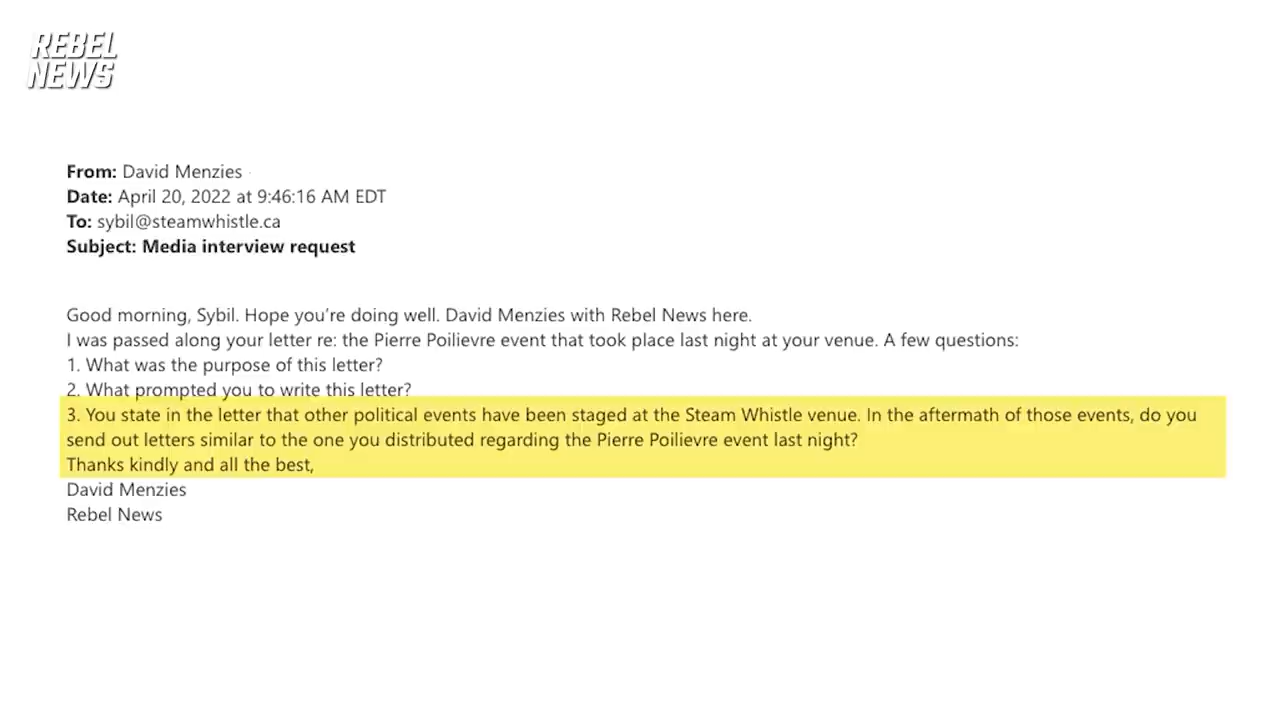 REBEL
NEWS
From: David Menzies
Date: April 20, 2022 at 9:46:16 AM EDT
To: sybil@steamwhistle.ca
Subject: Media interview request
Good morning, Sybil. Hope you're doing well. David Menzies with Rebel News here.
I was passed along your letter re: the Pierre Poilievre event that took place last night at your venue. A few questions:
1. What was the purpose of this letter?
2. What prompted you to write this letter?
3. You state in the letter that other political events have been staged at the Steam Whistle venue. In the aftermath of those events, do you
send out letters similar to the one you distributed regarding the Pierre Poilievre event last night?
Thanks kindly and all the best,
David Menzies
Rebel News